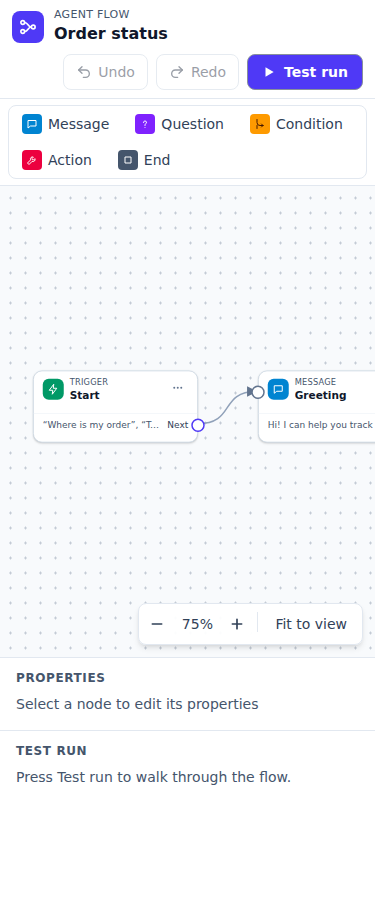 AGENT FLOW
Order status
Undo
Redo
Test run
Message
Question
Condition
Action
End
TRIGGER
Start
"Where is my order", "T...
Next
MESSAGE
Greeting
Hi! I can help you track
75%
Fit to view
PROPERTIES
Select a node to edit its properties
TEST RUN
Press Test run to walk through the flow.